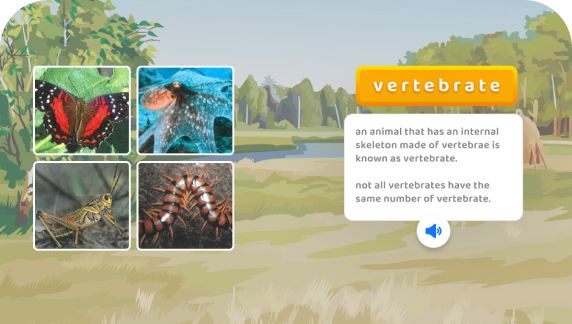 vertebrate
an animal that has an internal
skeleton made of vertebrae is
known as vertebrate.
not all vertebrates have the
same number of vertebrate.